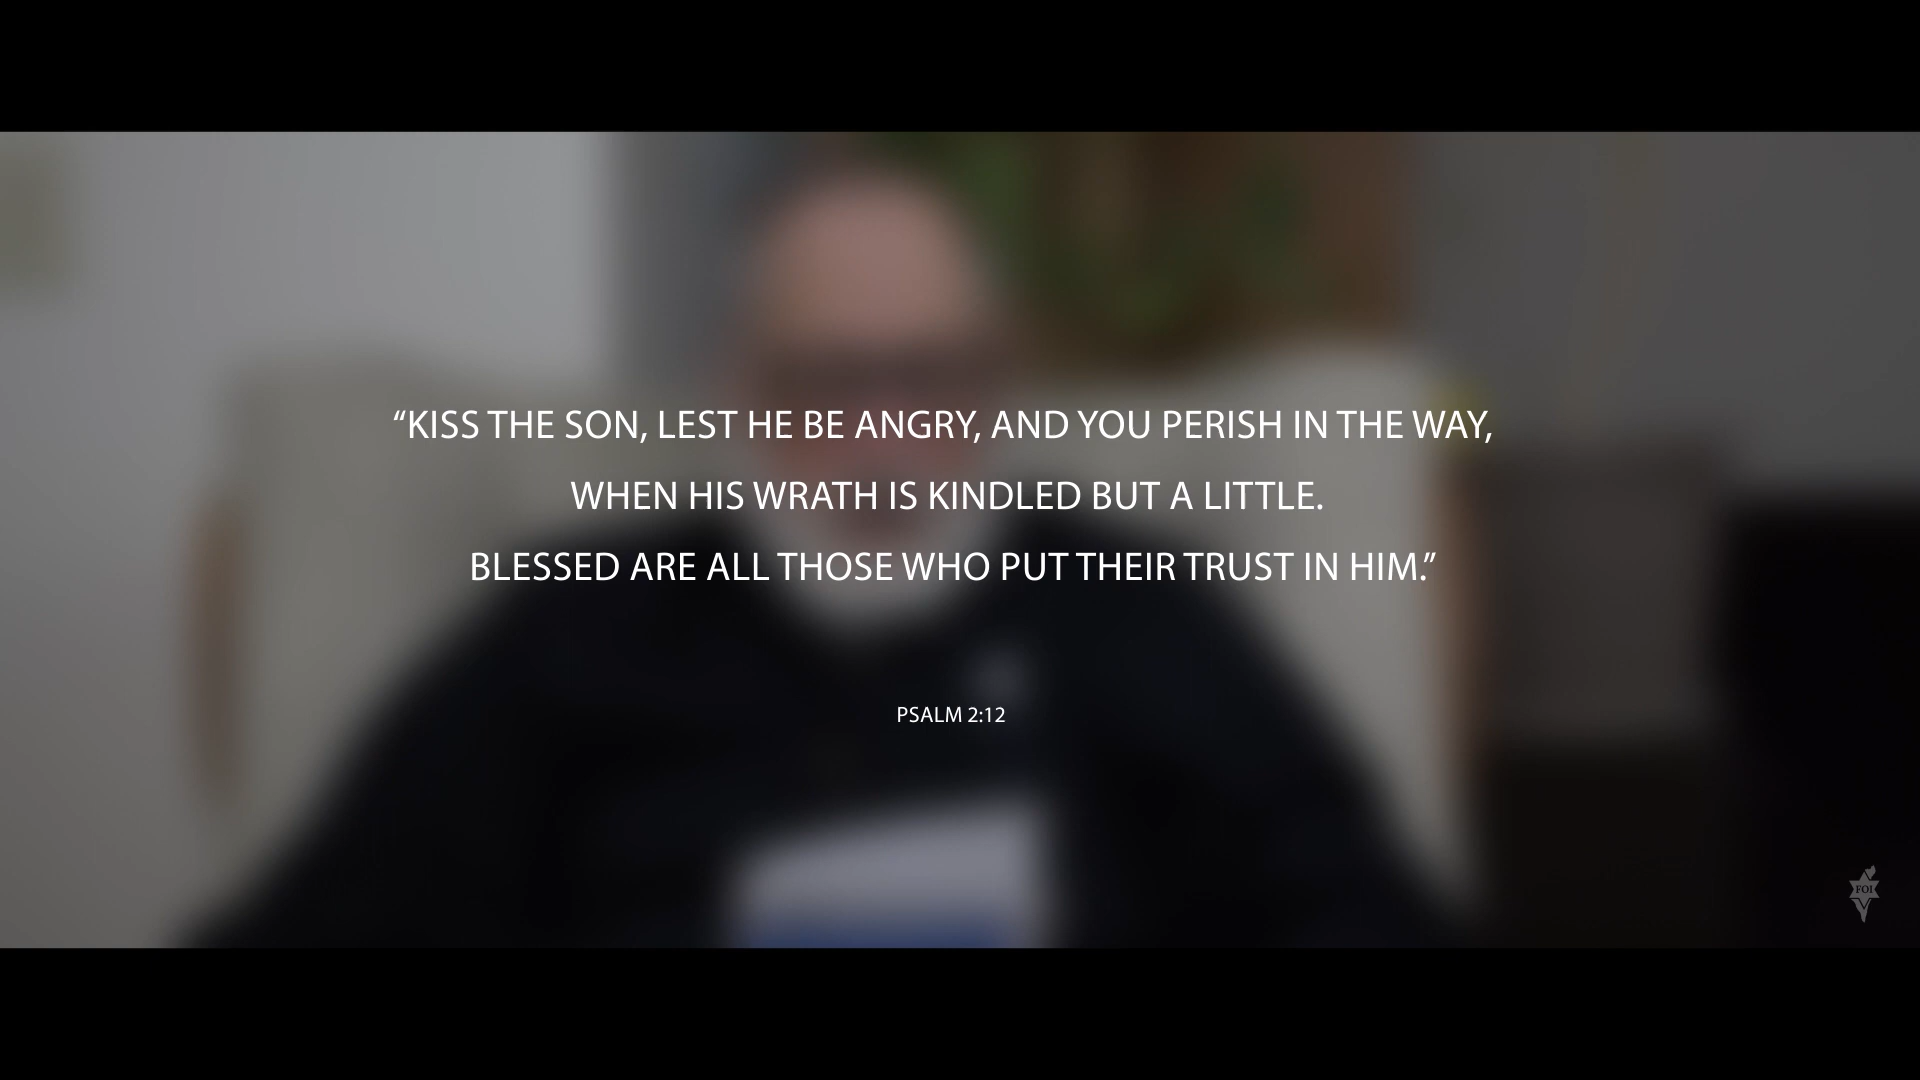 “KISS THE SON, LEST HE BE ANGRY, AND YOU PERISH IN THE WAY,
WHEN HIS WRATH IS KINDLED BUT A LITTLE.
BLESSED ARE ALL THOSE WHO PUT THEIR TRUST IN HIM.”
PSALM 2:12
FOI